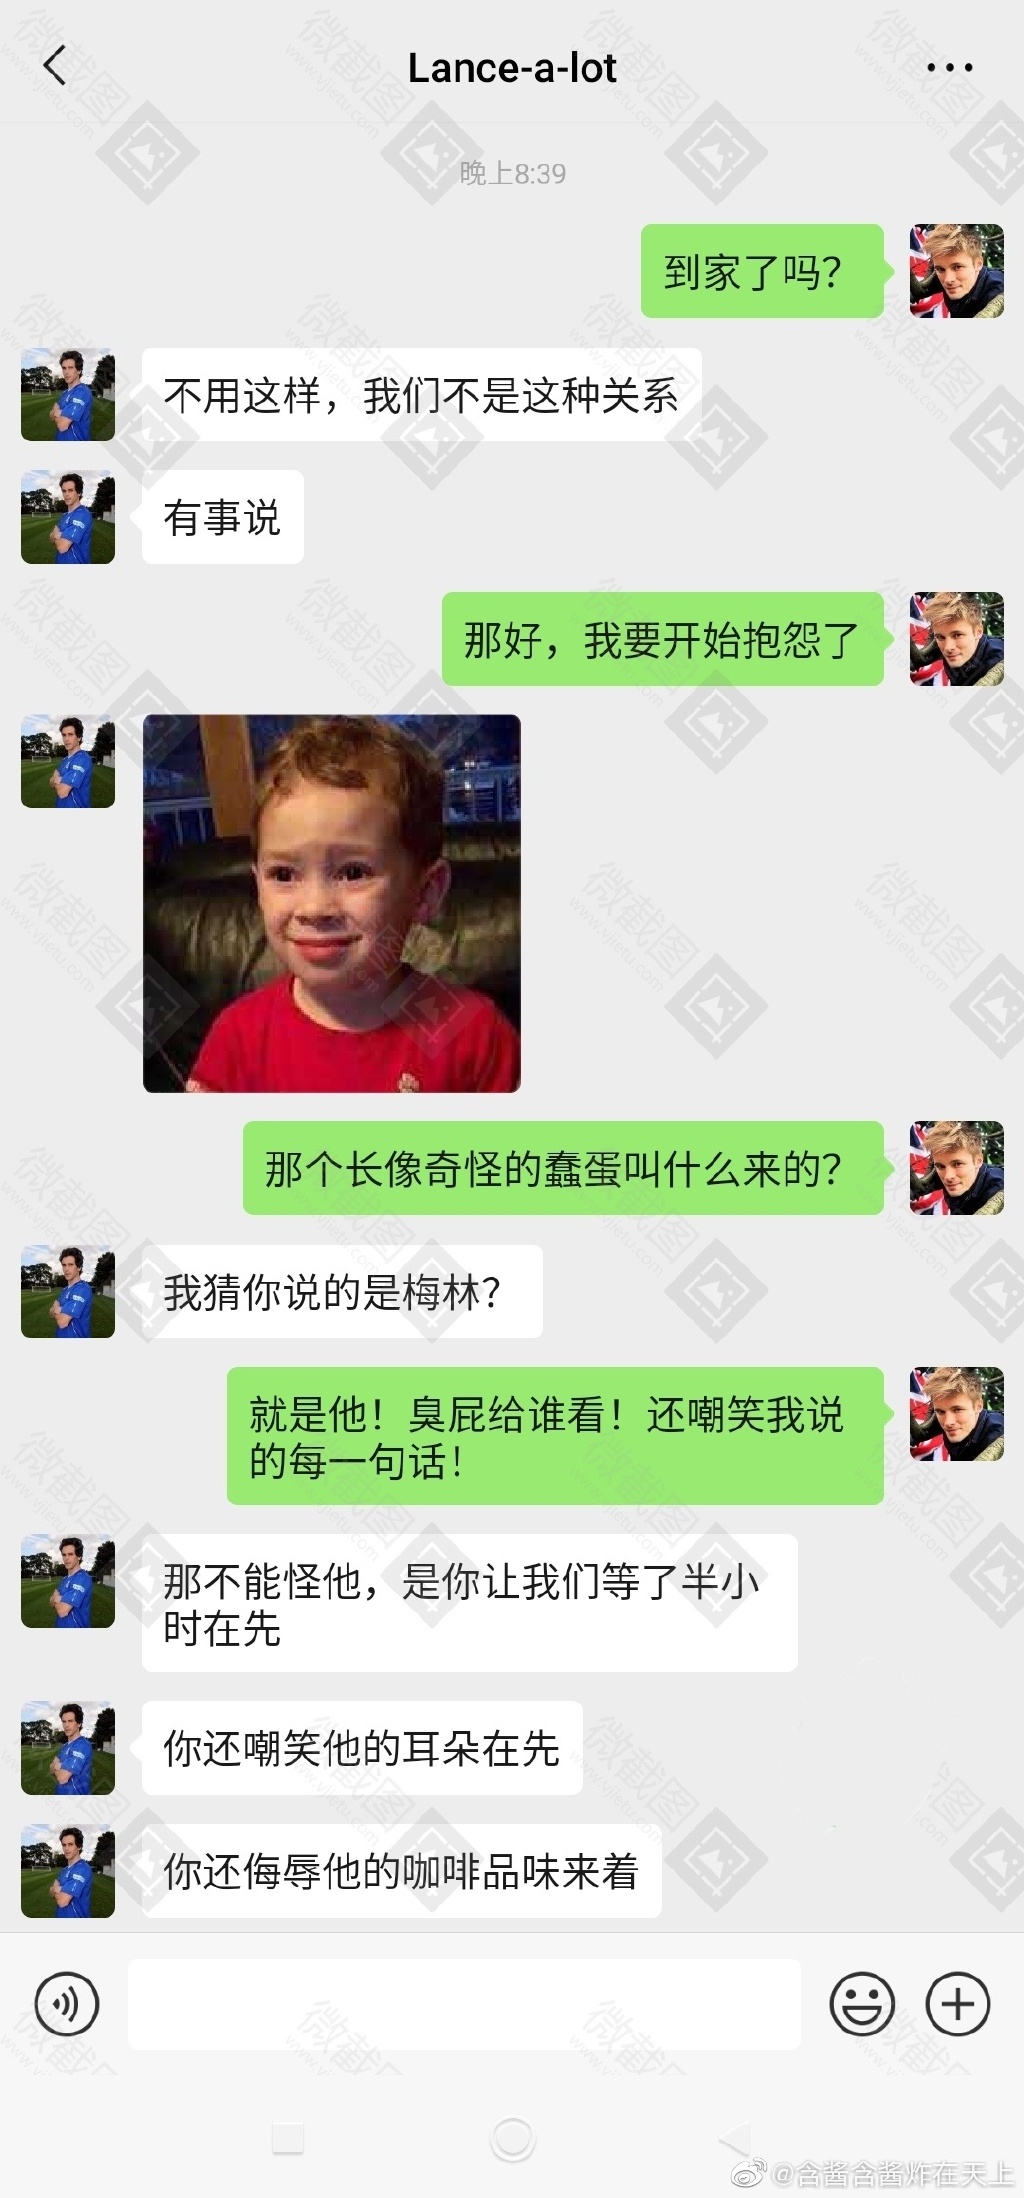 Lance-a-lot
晚上8:39
到家了吗？
不用这样，我们不是这种关系
有事说
那好，我要开始抱怨了
那个长像奇怪的蠢蛋叫什么来的？
我猜你说的是梅林？
就是他！臭屁给谁看！还嘲笑我说
的每一句话！
那不能怪他，是你让我们等了半小
时在先
你还嘲笑他的耳朵在先
你还侮辱他的咖啡品味来着
微截图
www.vjietu.com
@含酱含酱炸在天上